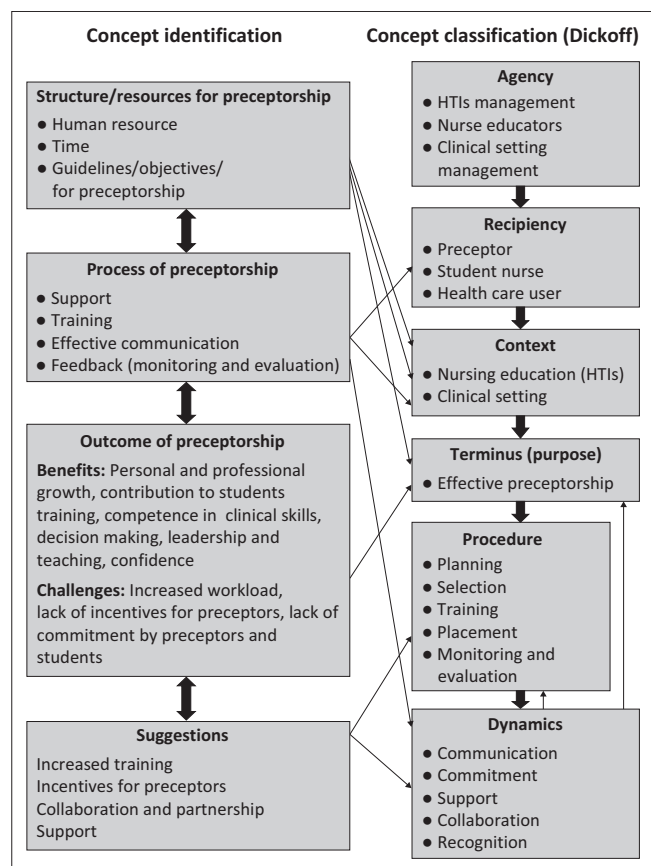 Concept identification
Structure/resources for preceptorship
● Human resource
● Time
● Guidelines/objectives/
for preceptorship
Process of preceptorship
● Support
● Training
● Effective communication
● Feedback (monitoring and evaluation)
Outcome of preceptorship
Benefits: Personal and professional
growth, contribution to students
training, competence in clinical skills,
decision making, leadership and
teaching, confidence
Challenges: Increased workload,
lack of incentives for preceptors, lack of
commitment by preceptors and
students
Suggestions
Increased training
Incentives for preceptors
Collaboration and partnership
Support
Concept classification (Dickoff)
Agency
● HTIs management
● Nurse educators
● Clinical setting
management
Recipiency
● Preceptor
● Student nurse
● Health care user
Context
● Nursing education (HTIs)
● Clinical setting
Terminus (purpose)
● Effective preceptorship
Procedure
● Planning
● Selection
● Training
● Placement
● Monitoring and
evaluation
Dynamics
● Communication
● Commitment
● Support
● Collaboration
● Recognition